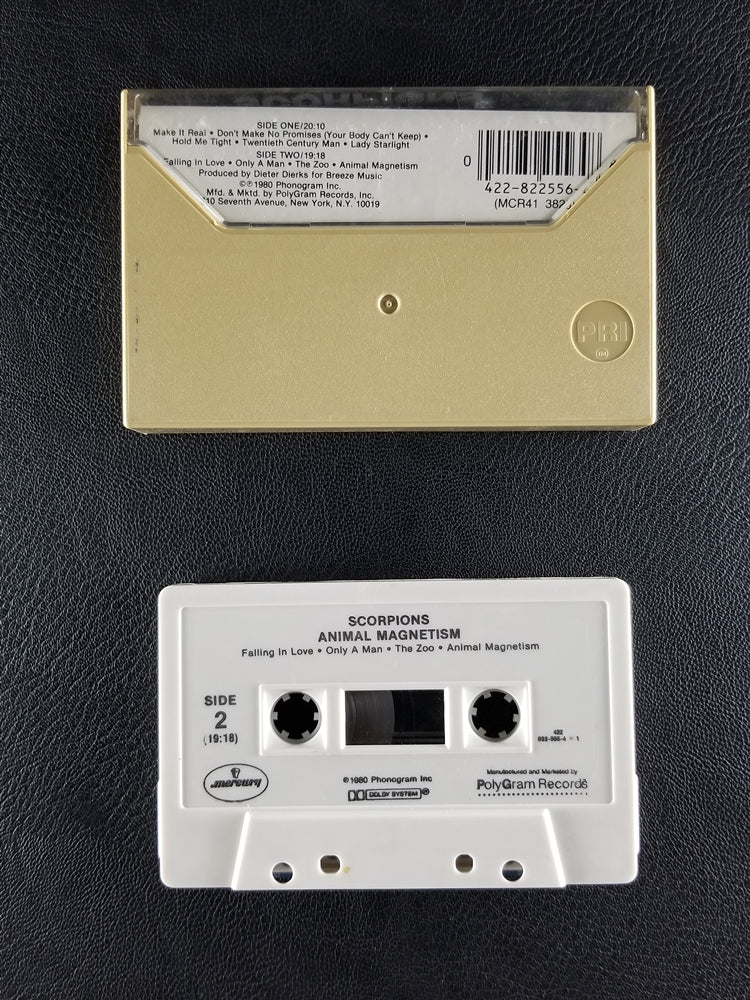 SIDE ONE/20:10
Make It Real • Don't Make No Promises (Your Body Can't Keep) •
Hold Me Tight • Twentieth Century Man • Lady Starlight
SIDE TWO/19:18
Falling In Love • Only A Man • The Zoo • Animal Magnetism
Produced by Dieter Dierks for Breeze Music
©℗1980 Phonogram Inc.
Mfd. & Mktd. by PolyGram Records, Inc.
10 Seventh Avenue, New York, N.Y. 10019
0
422-822556-
(MCR41
PRI
SCORPIONS
ANIMAL MAGNETISM
Falling In Love • Only A Man • The Zoo • Animal Magnetism
SIDE
2
(19:18)
mercury
℗1980 Phonogram Inc
DOLBY SYSTEM®
422
Manufactured and Marketed by
PolyGram Records